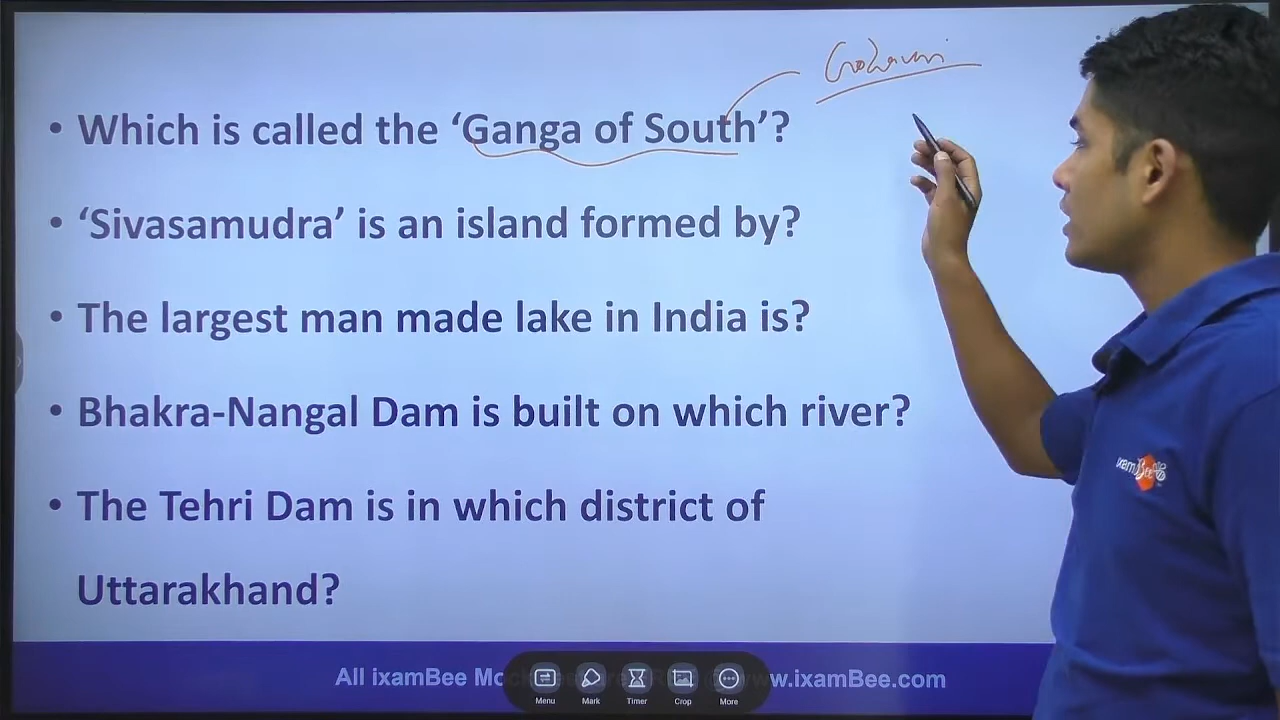 Godavari
• Which is called the ‘Ganga of South’?
• ‘Sivasamudra’ is an island formed by?
• The largest man made lake in India is?
• Bhakra-Nangal Dam is built on which river?
• The Tehri Dam is in which district of
Uttarakhand?
ixamBee
All ixamBee Mo www.ixamBee.com
Menu Mark Timer Crop More